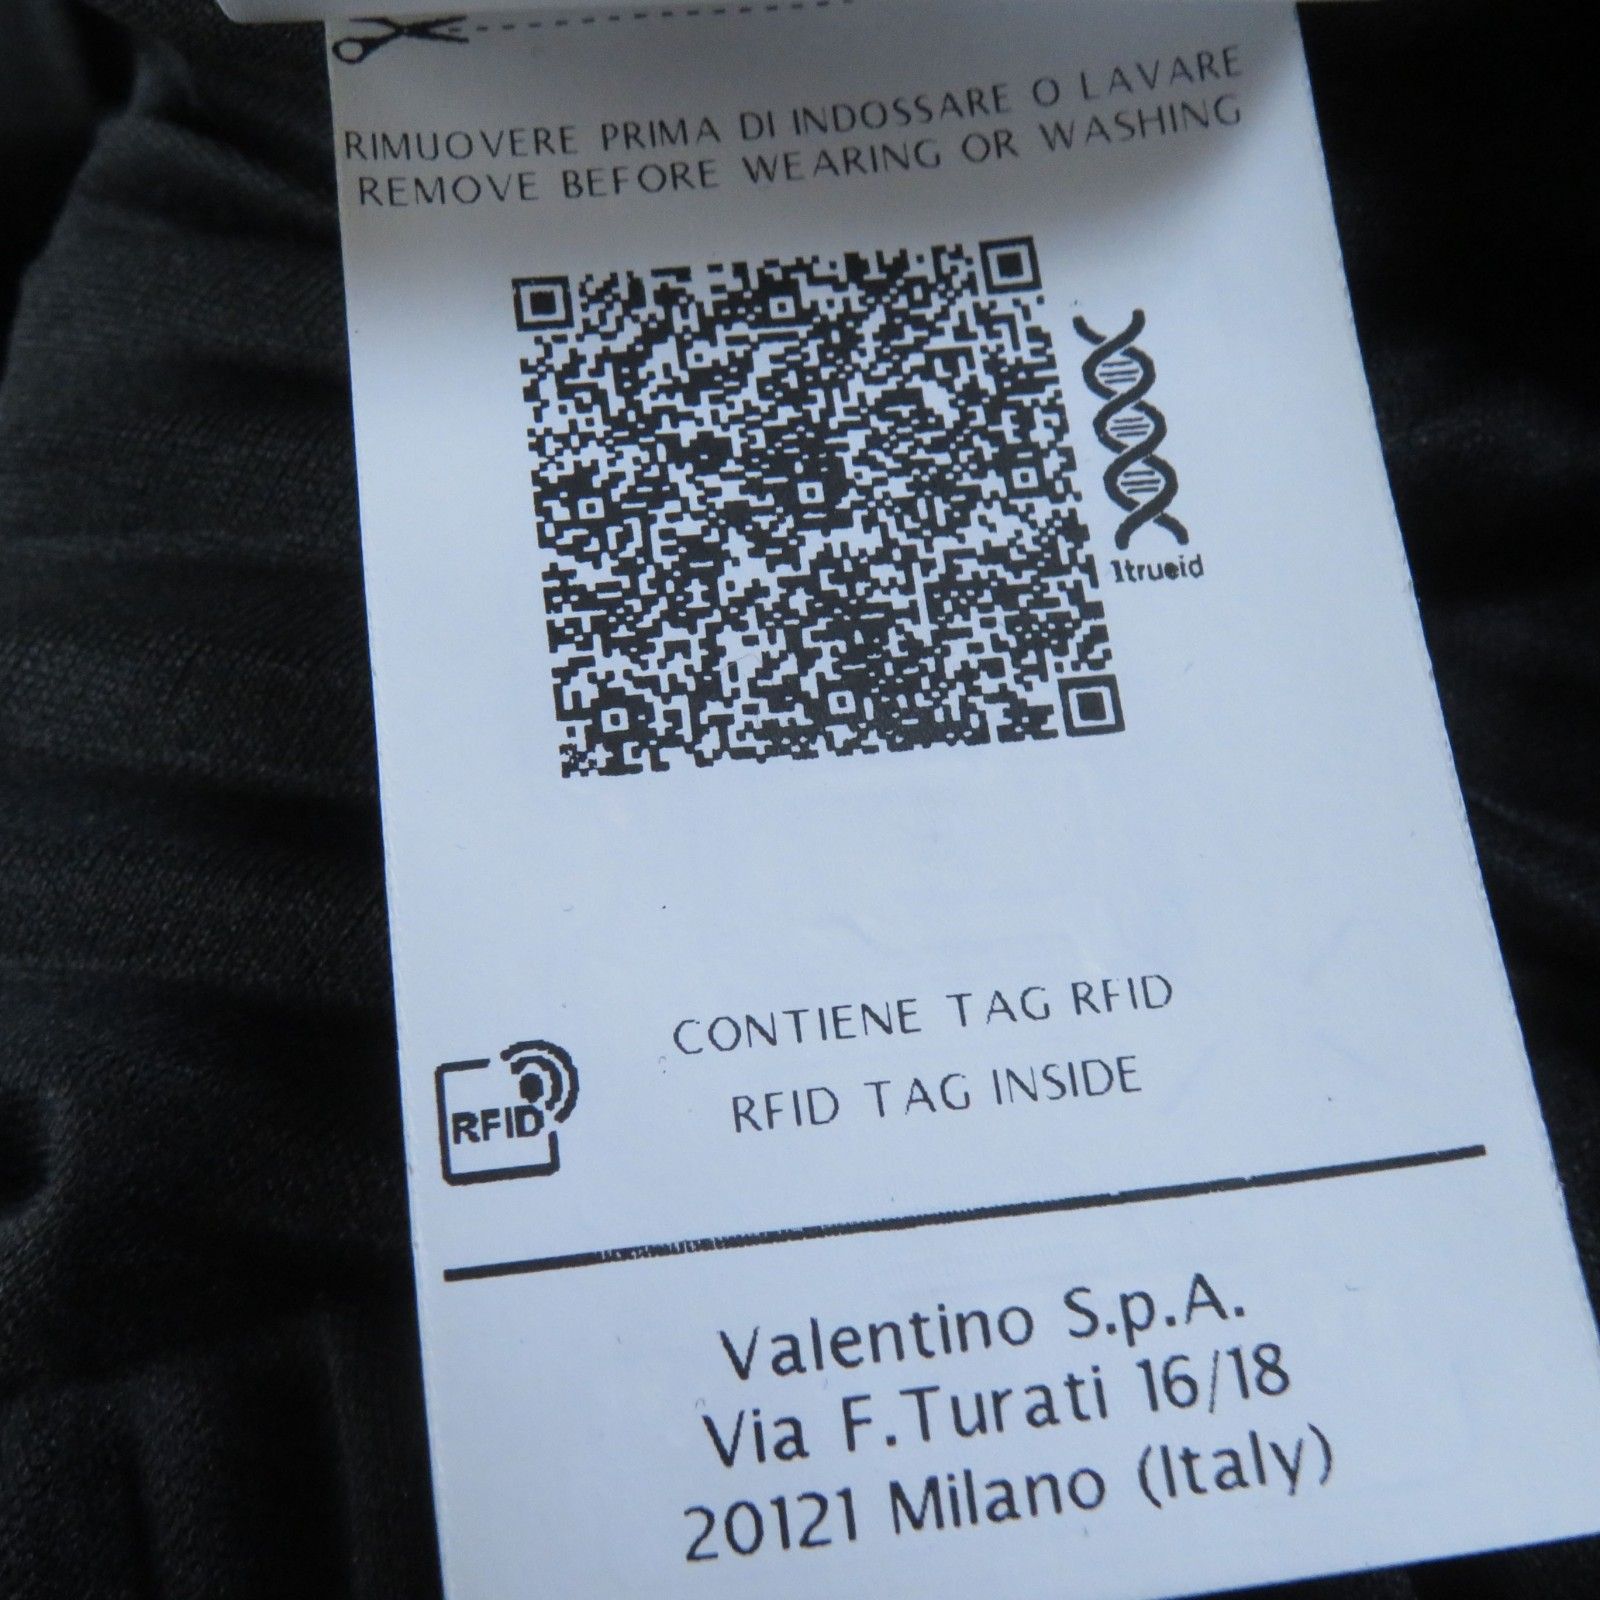 RIMUOVERE PRIMA DI INDOSSARE O LAVARE
REMOVE BEFORE WEARING OR WASHING
1trueid
CONTIENE TAG RFID
RFID TAG INSIDE
RFID
Valentino S.p.A.
Via F.Turati 16/18
20121 Milano (Italy)